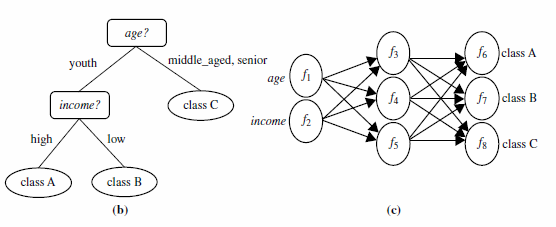 age?
youth
middle_aged, senior
income?
class C
high
low
class A
class B
(b)
age
income
f1
f2
f3
f4
f5
f6
f7
f8
class A
class B
class C
(c)